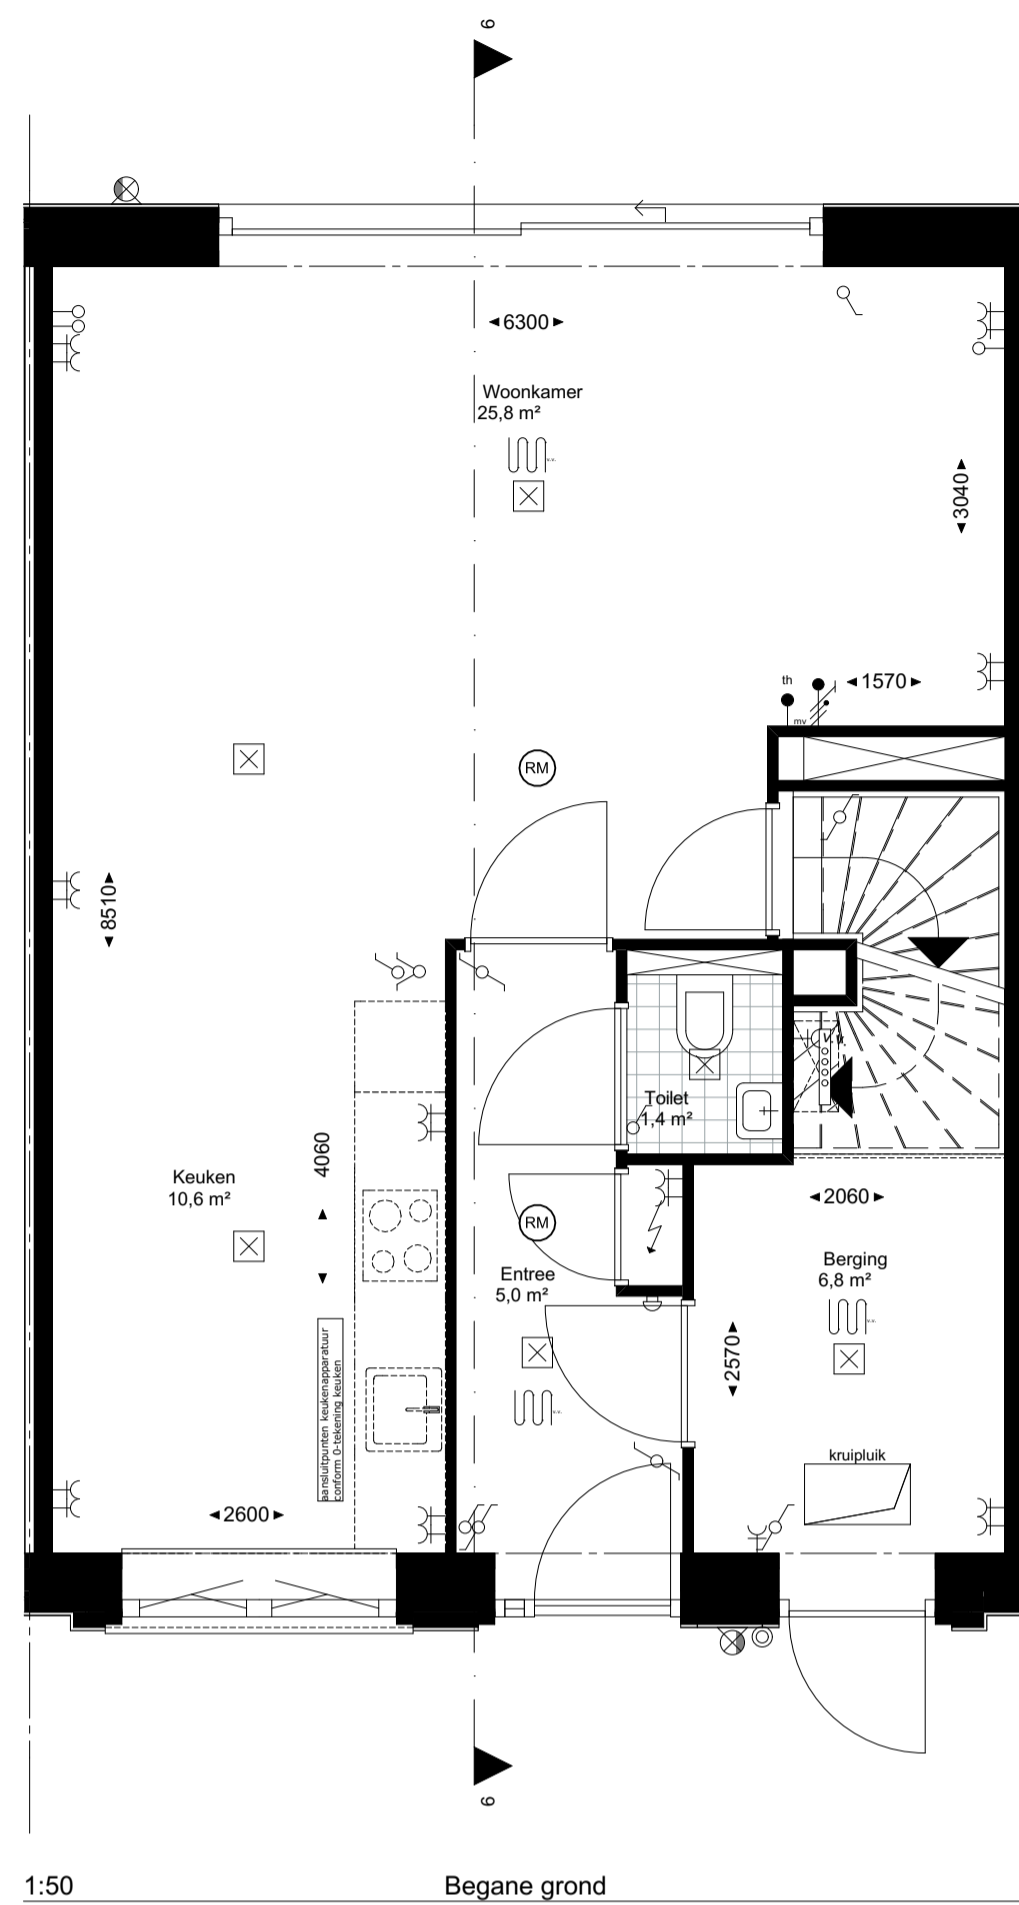 6
6300
Woonkamer
25,8 m²
v.v.
3040
th
1570
mv
RM
8510
v.v.
Toilet
1,4 m²
4060
Keuken
10,6 m²
2060
RM
Berging
6,8 m²
Entree
5,0 m²
v.v.
2570
v.v.
aansluitpunten keukenapparatuur
conform 0-tekening keuken
kruipluik
2600
6
1:50
Begane grond